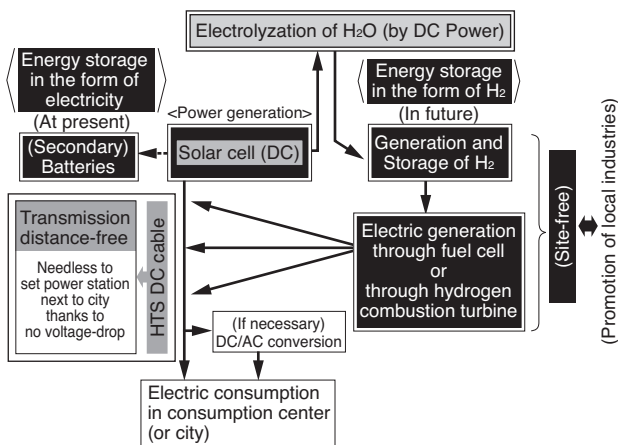 Electrolyzation of H₂O (by DC Power)
Energy storage
in the form of
electricity
(At present)
Energy storage
in the form of H₂
(In future)
<Power generation>
(Secondary)
Batteries
Solar cell (DC)
Generation and
Storage of H₂
Transmission
distance-free
Needless to
set power station
next to city
thanks to
no voltage-drop
HTS DC cable
Electric generation
through fuel cell
or
through hydrogen
combustion turbine
(Site-free)
(Promotion of local industries)
(If necessary)
DC/AC conversion
Electric consumption
in consumption center
(or city)